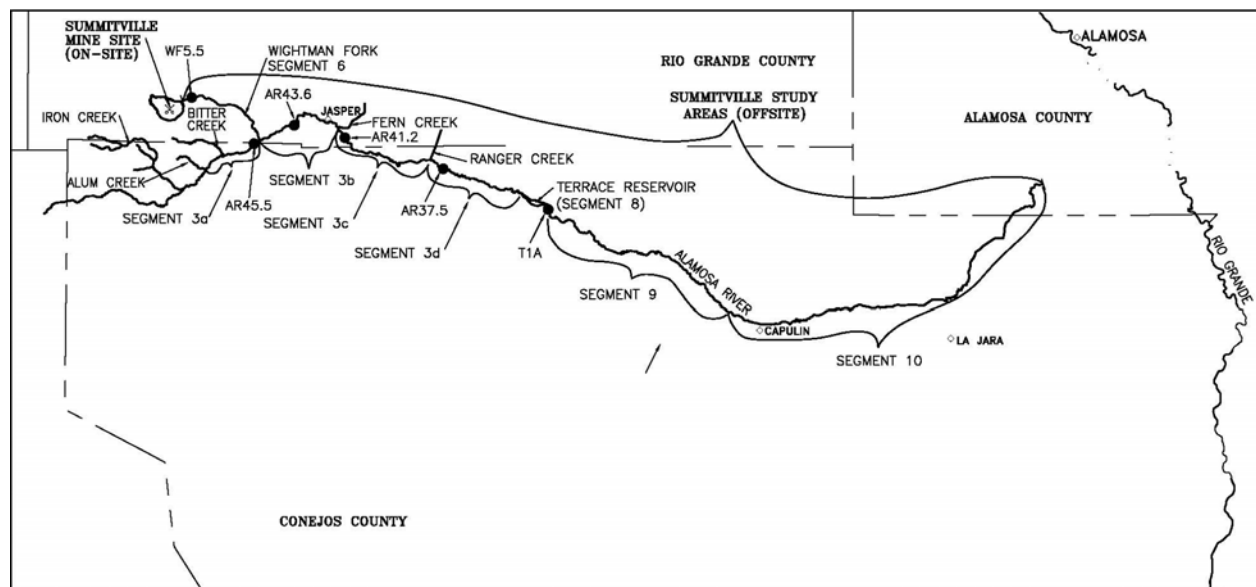 SUMMITVILLE
MINE SITE
(ON-SITE)
WF5.5
WIGHTMAN FORK
SEGMENT 6
AR43.6
JASPER
FERN CREEK
AR41.2
RANGER CREEK
IRON CREEK
BITTER
CREEK
ALUM CREEK
SEGMENT 3a
AR45.5
SEGMENT 3b
SEGMENT 3c
AR37.5
SEGMENT 3d
TERRACE RESERVOIR
(SEGMENT 8)
T1A
SEGMENT 9
ALAMOSA RIVER
CAPULIN
SEGMENT 10
LA JARA
RIO GRANDE COUNTY
SUMMITVILLE STUDY
AREAS (OFFSITE)
ALAMOSA
ALAMOSA COUNTY
RIO GRANDE
CONEJOS COUNTY